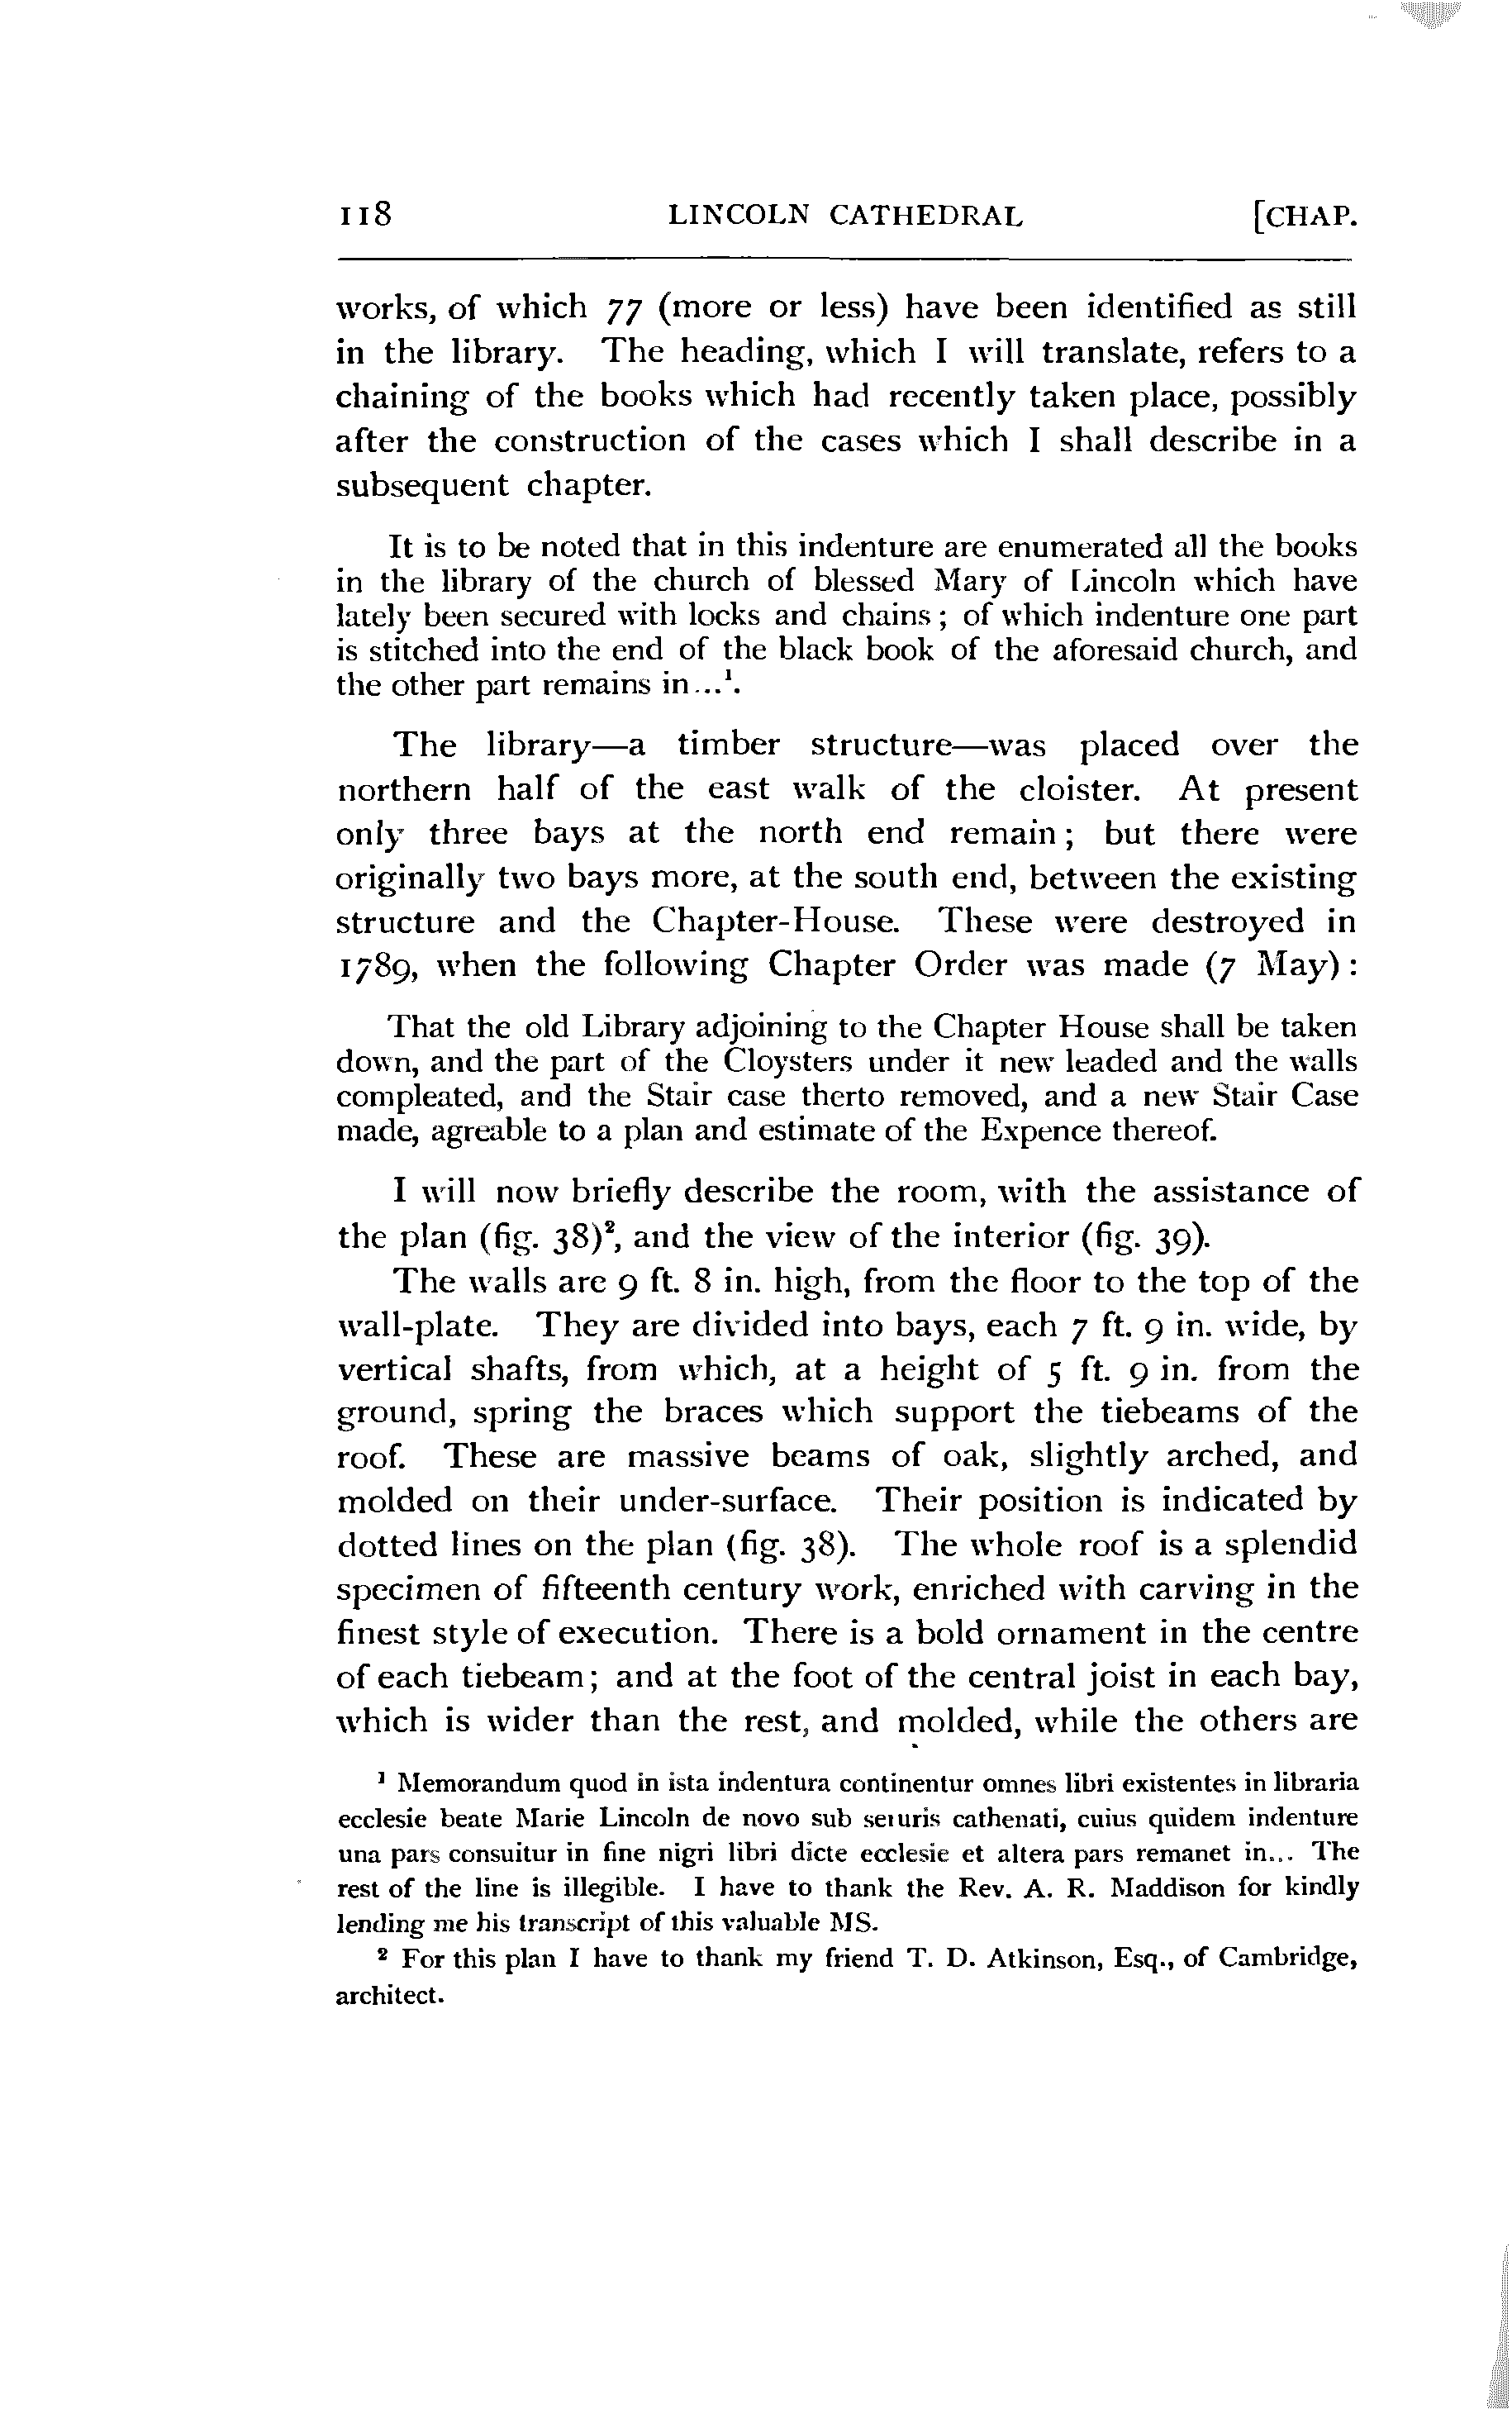 118 LINCOLN CATHEDRAL [CHAP.
works, of which 77 (more or less) have been identified as still
in the library. The heading, which I will translate, refers to a
chaining of the books which had recently taken place, possibly
after the construction of the cases which I shall describe in a
subsequent chapter.
It is to be noted that in this indenture are enumerated all the books
in the library of the church of blessed Mary of Lincoln which have
lately been secured with locks and chains; of which indenture one part
is stitched into the end of the black book of the aforesaid church, and
the other part remains in...¹.
The library—a timber structure—was placed over the
northern half of the east walk of the cloister. At present
only three bays at the north end remain; but there were
originally two bays more, at the south end, between the existing
structure and the Chapter-House. These were destroyed in
1789, when the following Chapter Order was made (7 May):
That the old Library adjoining to the Chapter House shall be taken
down, and the part of the Cloysters under it new leaded and the walls
compleated, and the Stair case therto removed, and a new Stair Case
made, agreable to a plan and estimate of the Expence thereof.
I will now briefly describe the room, with the assistance of
the plan (fig. 38)², and the view of the interior (fig. 39).
The walls are 9 ft. 8 in. high, from the floor to the top of the
wall-plate. They are divided into bays, each 7 ft. 9 in. wide, by
vertical shafts, from which, at a height of 5 ft. 9 in. from the
ground, spring the braces which support the tiebeams of the
roof. These are massive beams of oak, slightly arched, and
molded on their under-surface. Their position is indicated by
dotted lines on the plan (fig. 38). The whole roof is a splendid
specimen of fifteenth century work, enriched with carving in the
finest style of execution. There is a bold ornament in the centre
of each tiebeam; and at the foot of the central joist in each bay,
which is wider than the rest, and molded, while the others are
¹ Memorandum quod in ista indentura continentur omnes libri existentes in libraria
ecclesie beate Marie Lincoln de novo sub seruris cathenati, cuius quidem indenture
una pars consuitur in fine nigri libri dicte ecclesie et altera pars remanet in... The
rest of the line is illegible. I have to thank the Rev. A. R. Maddison for kindly
lending me his transcript of this valuable MS.
² For this plan I have to thank my friend T. D. Atkinson, Esq., of Cambridge,
architect.